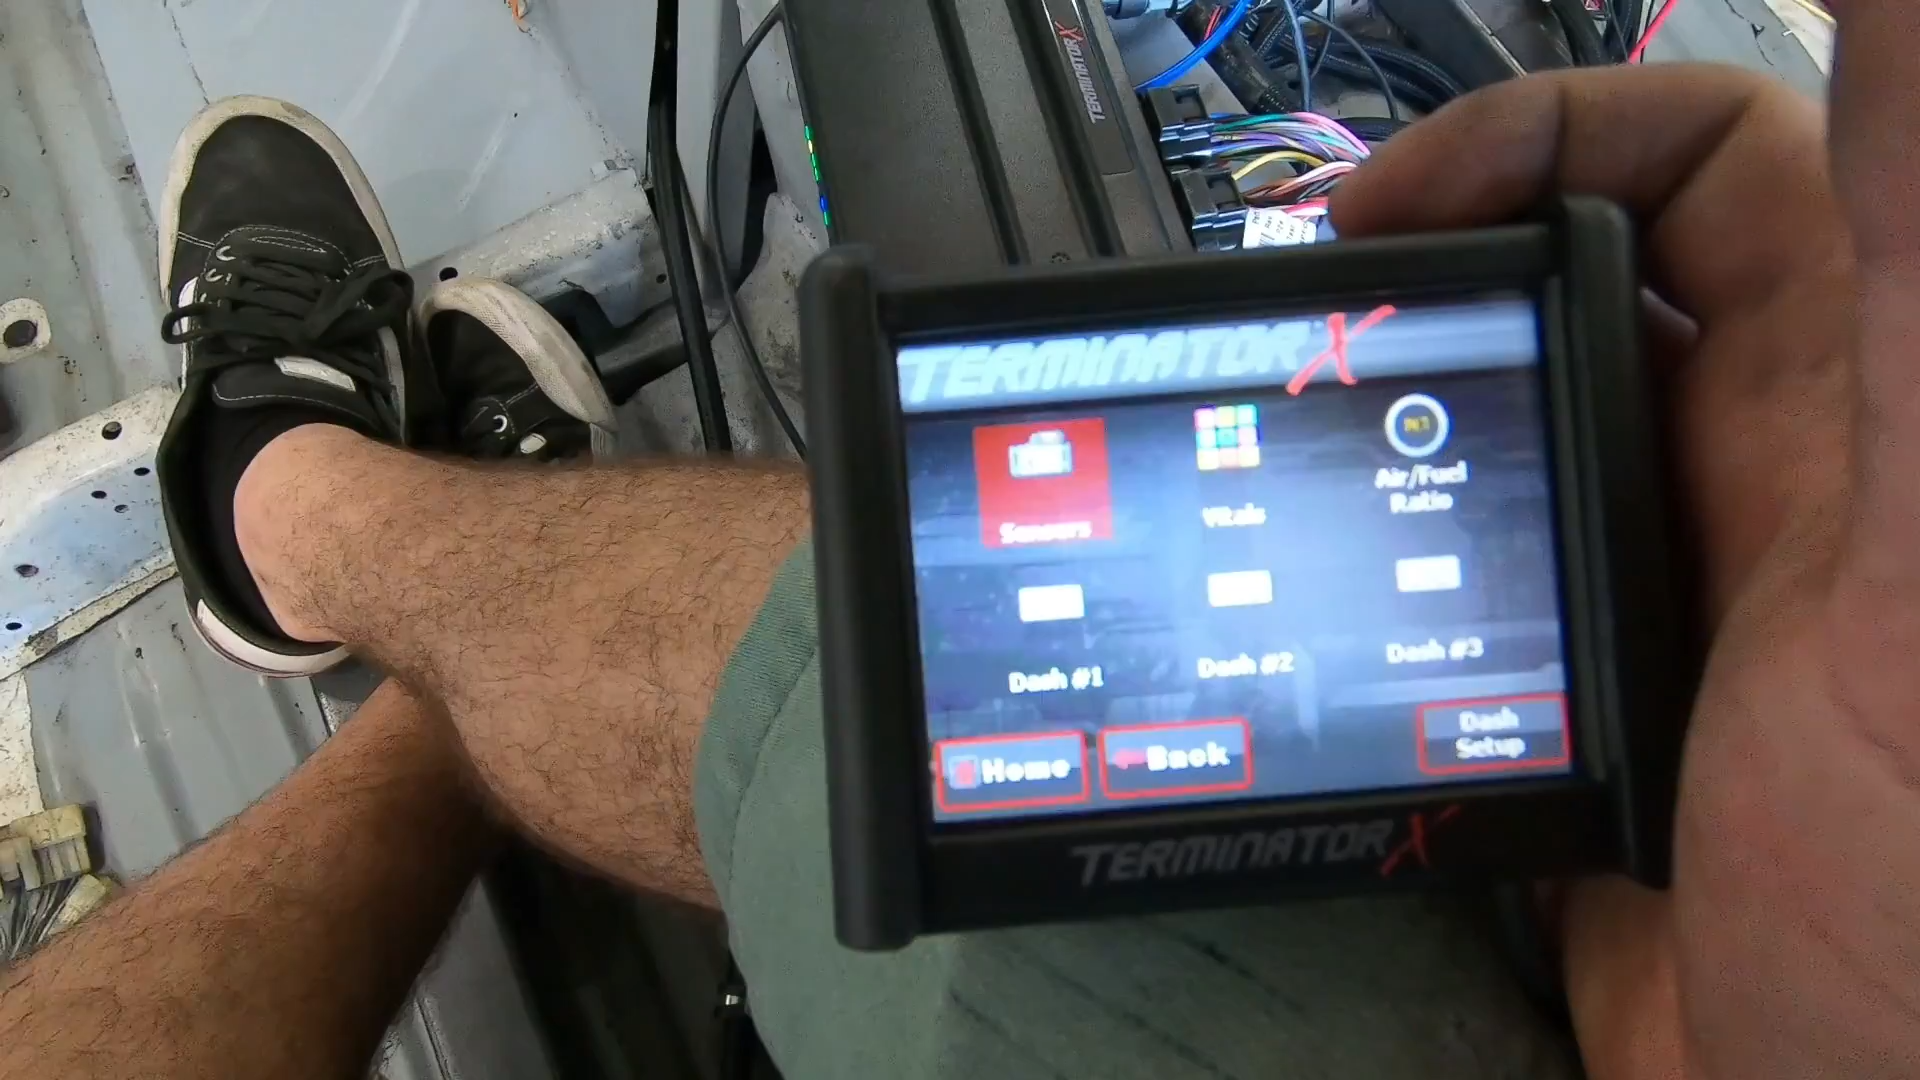 TERMINATOR X
TERMINATOR X
Sensors
Vitals
Air/Fuel
Ratio
Dash #1
Dash #2
Dash #3
Home
Back
Dash
Setup
TERMINATOR X